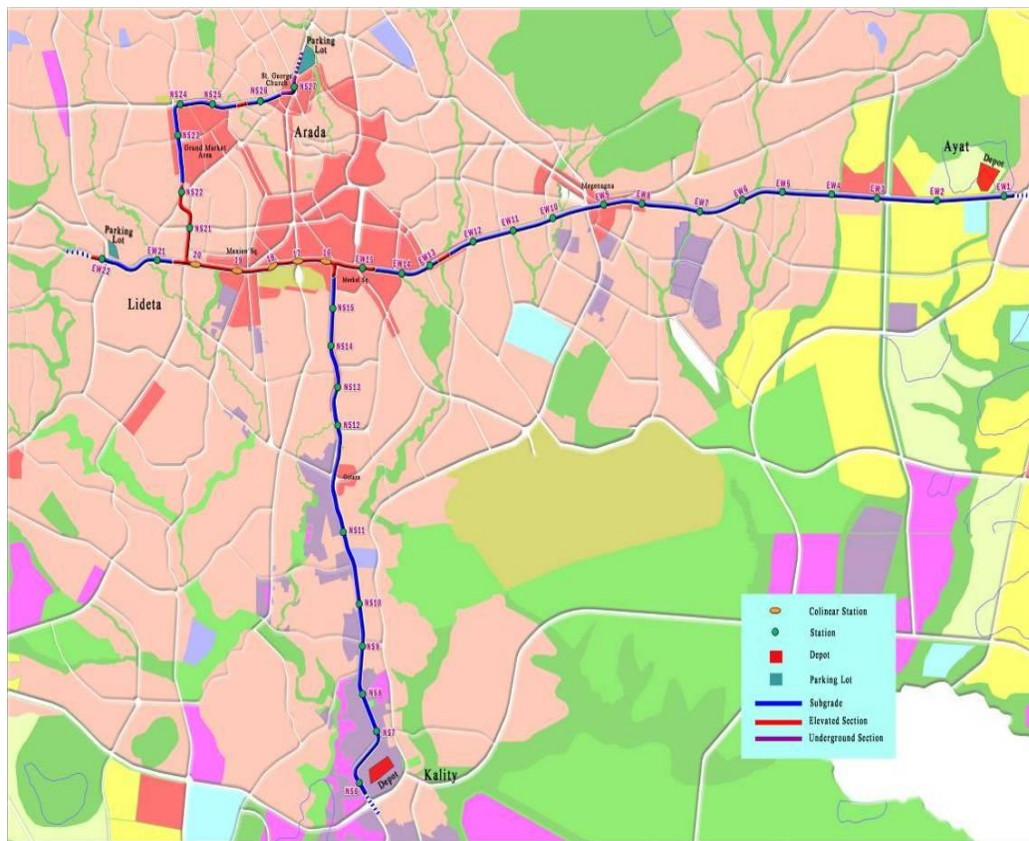 Parking
Lot
St. George
Church
NS27
NS24
NS25
NS26
Arada
NS23
Grand Market
Area
NS22
NS21
Ayat
Depot
Megenagna
EW9
EW8
EW7
EW6
EW5
EW4
EW3
EW2
EW1
EW10
EW11
EW12
EW13
EW14
EW15
Meskel Sq.
16
17
18
Mexico Sq.
19
20
EW21
Parking
Lot
EW22
Lideta
NS15
NS14
NS13
NS12
Gotara
NS11
NS10
NS9
NS8
NS7
Depot
Kality
NS6
Colinear Station
Station
Depot
Parking Lot
Subgrade
Elevated Section
Underground Section